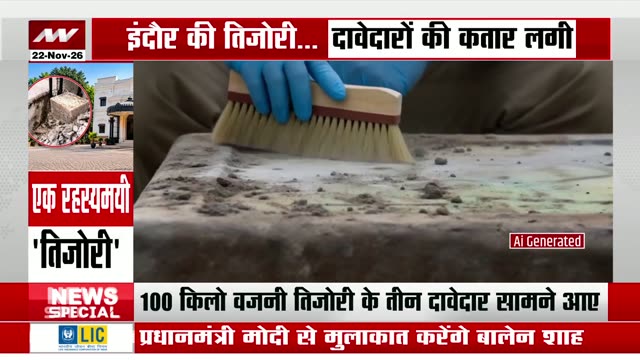 इंदौर की तिजोरी... दावेदारों की कतार लगी
22-Nov-26
एक रहस्यमयी
'तिजोरी'
Ai Generated
NEWS
SPECIAL
100 किलो वजनी तिजोरी के तीन दावेदार सामने आए
LIC
प्रधानमंत्री मोदी से मुलाकात करेंगे बालेन शाह